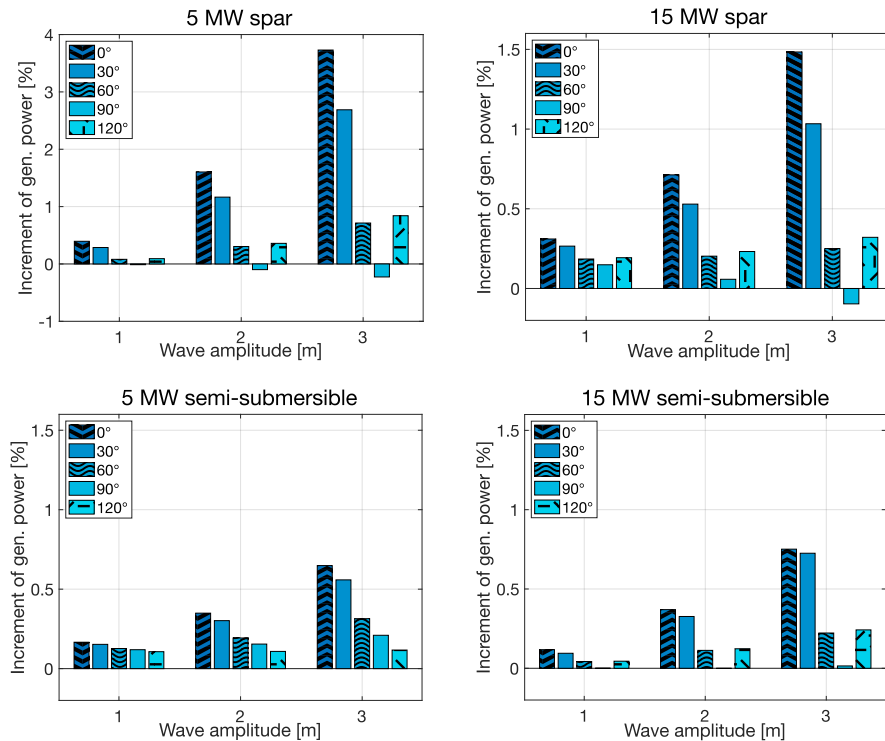 5 MW spar
Increment of gen. power [%]
4
3
2
1
0
-1
0°
30°
60°
90°
120°
1 2 3
Wave amplitude [m]
15 MW spar
Increment of gen. power [%]
1.5
1
0.5
0
0°
30°
60°
90°
120°
1 2 3
Wave amplitude [m]
5 MW semi-submersible
Increment of gen. power [%]
1.5
1
0.5
0
0°
30°
60°
90°
120°
1 2 3
Wave amplitude [m]
15 MW semi-submersible
Increment of gen. power [%]
1.5
1
0.5
0
0°
30°
60°
90°
120°
1 2 3
Wave amplitude [m]